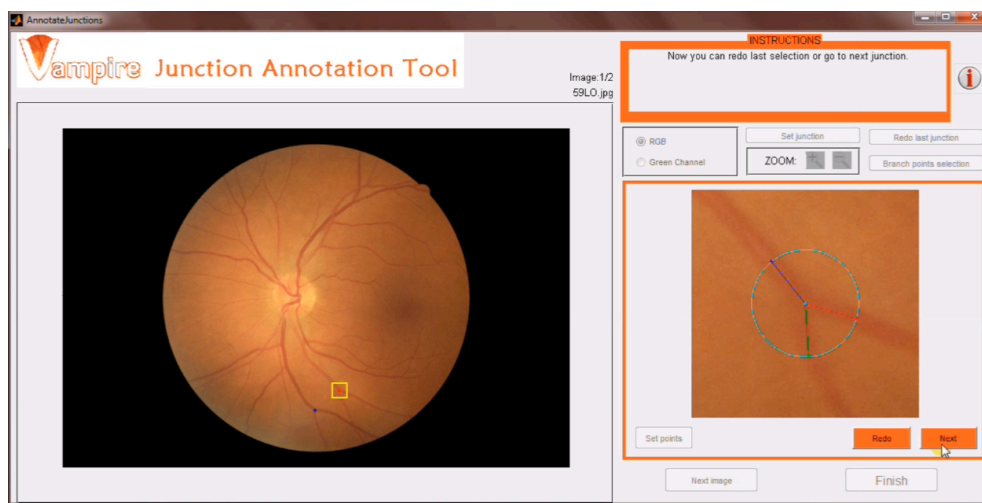 AnnotateJunctions
Vampire Junction Annotation Tool
Image:1/2
59LO.jpg
INSTRUCTIONS
Now you can redo last selection or go to next junction.
RGB
Green Channel
Set junction
Redo last junction
ZOOM:
Branch points selection
Set points
Redo
Next
Next image
Finish